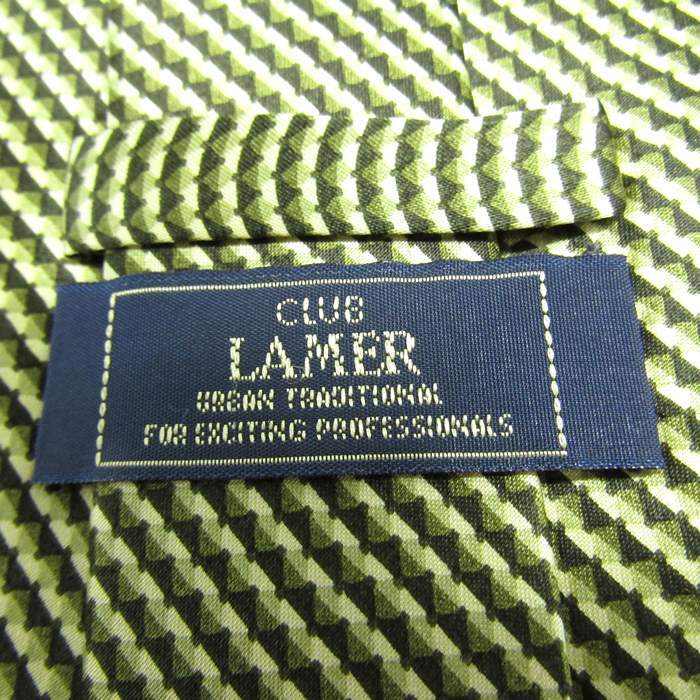 CLUB
LAMER
URBAN TRADITIONAL
FOR EXCITING PROFESSIONALS